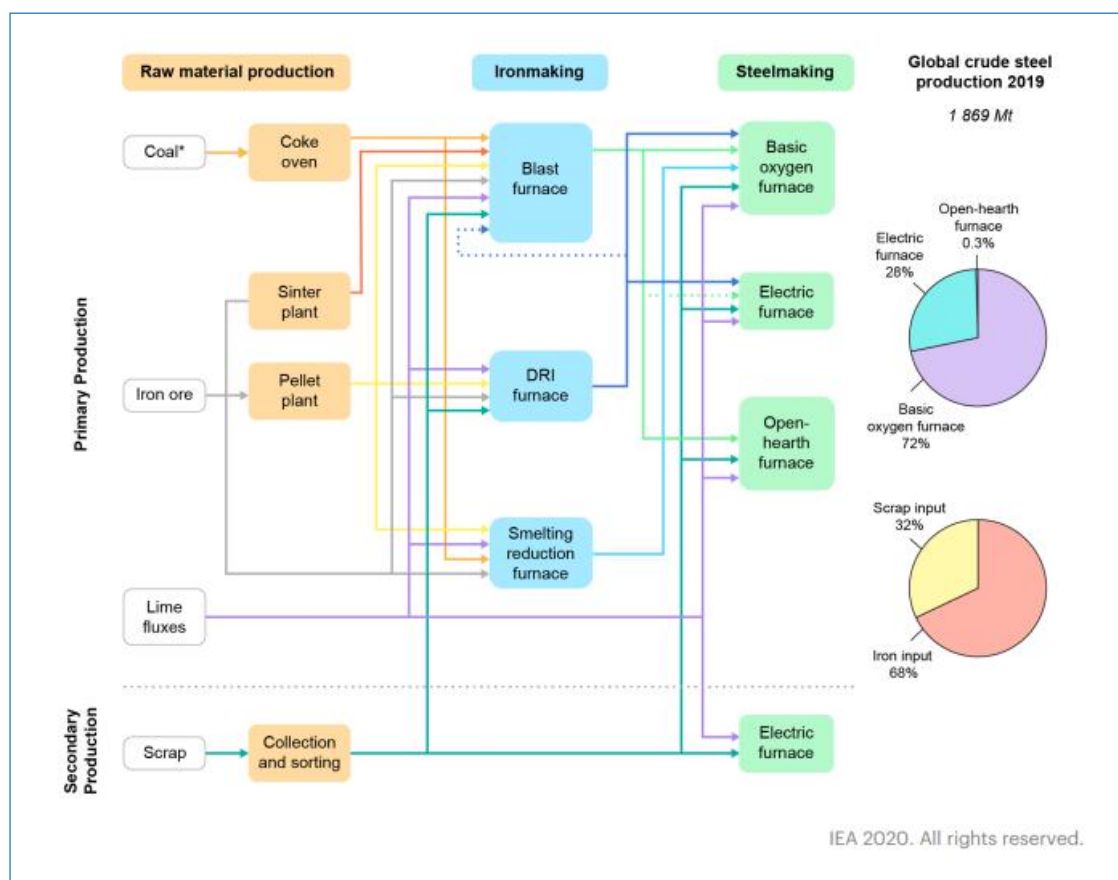 Raw material production
Ironmaking
Steelmaking
Global crude steel
production 2019
1 869 Mt
Primary Production
Coal*
Coke
oven
Blast
furnace
Basic
oxygen
furnace
Sinter
plant
Electric
furnace
Iron ore
Pellet
plant
DRI
furnace
Open-
hearth
furnace
Smelting
reduction
furnace
Lime
fluxes
Open-hearth
furnace
0.3%
Electric
furnace
28%
Basic
oxygen furnace
72%
Scrap input
32%
Iron input
68%
Secondary
Production
Scrap
Collection
and sorting
Electric
furnace
IEA 2020. All rights reserved.